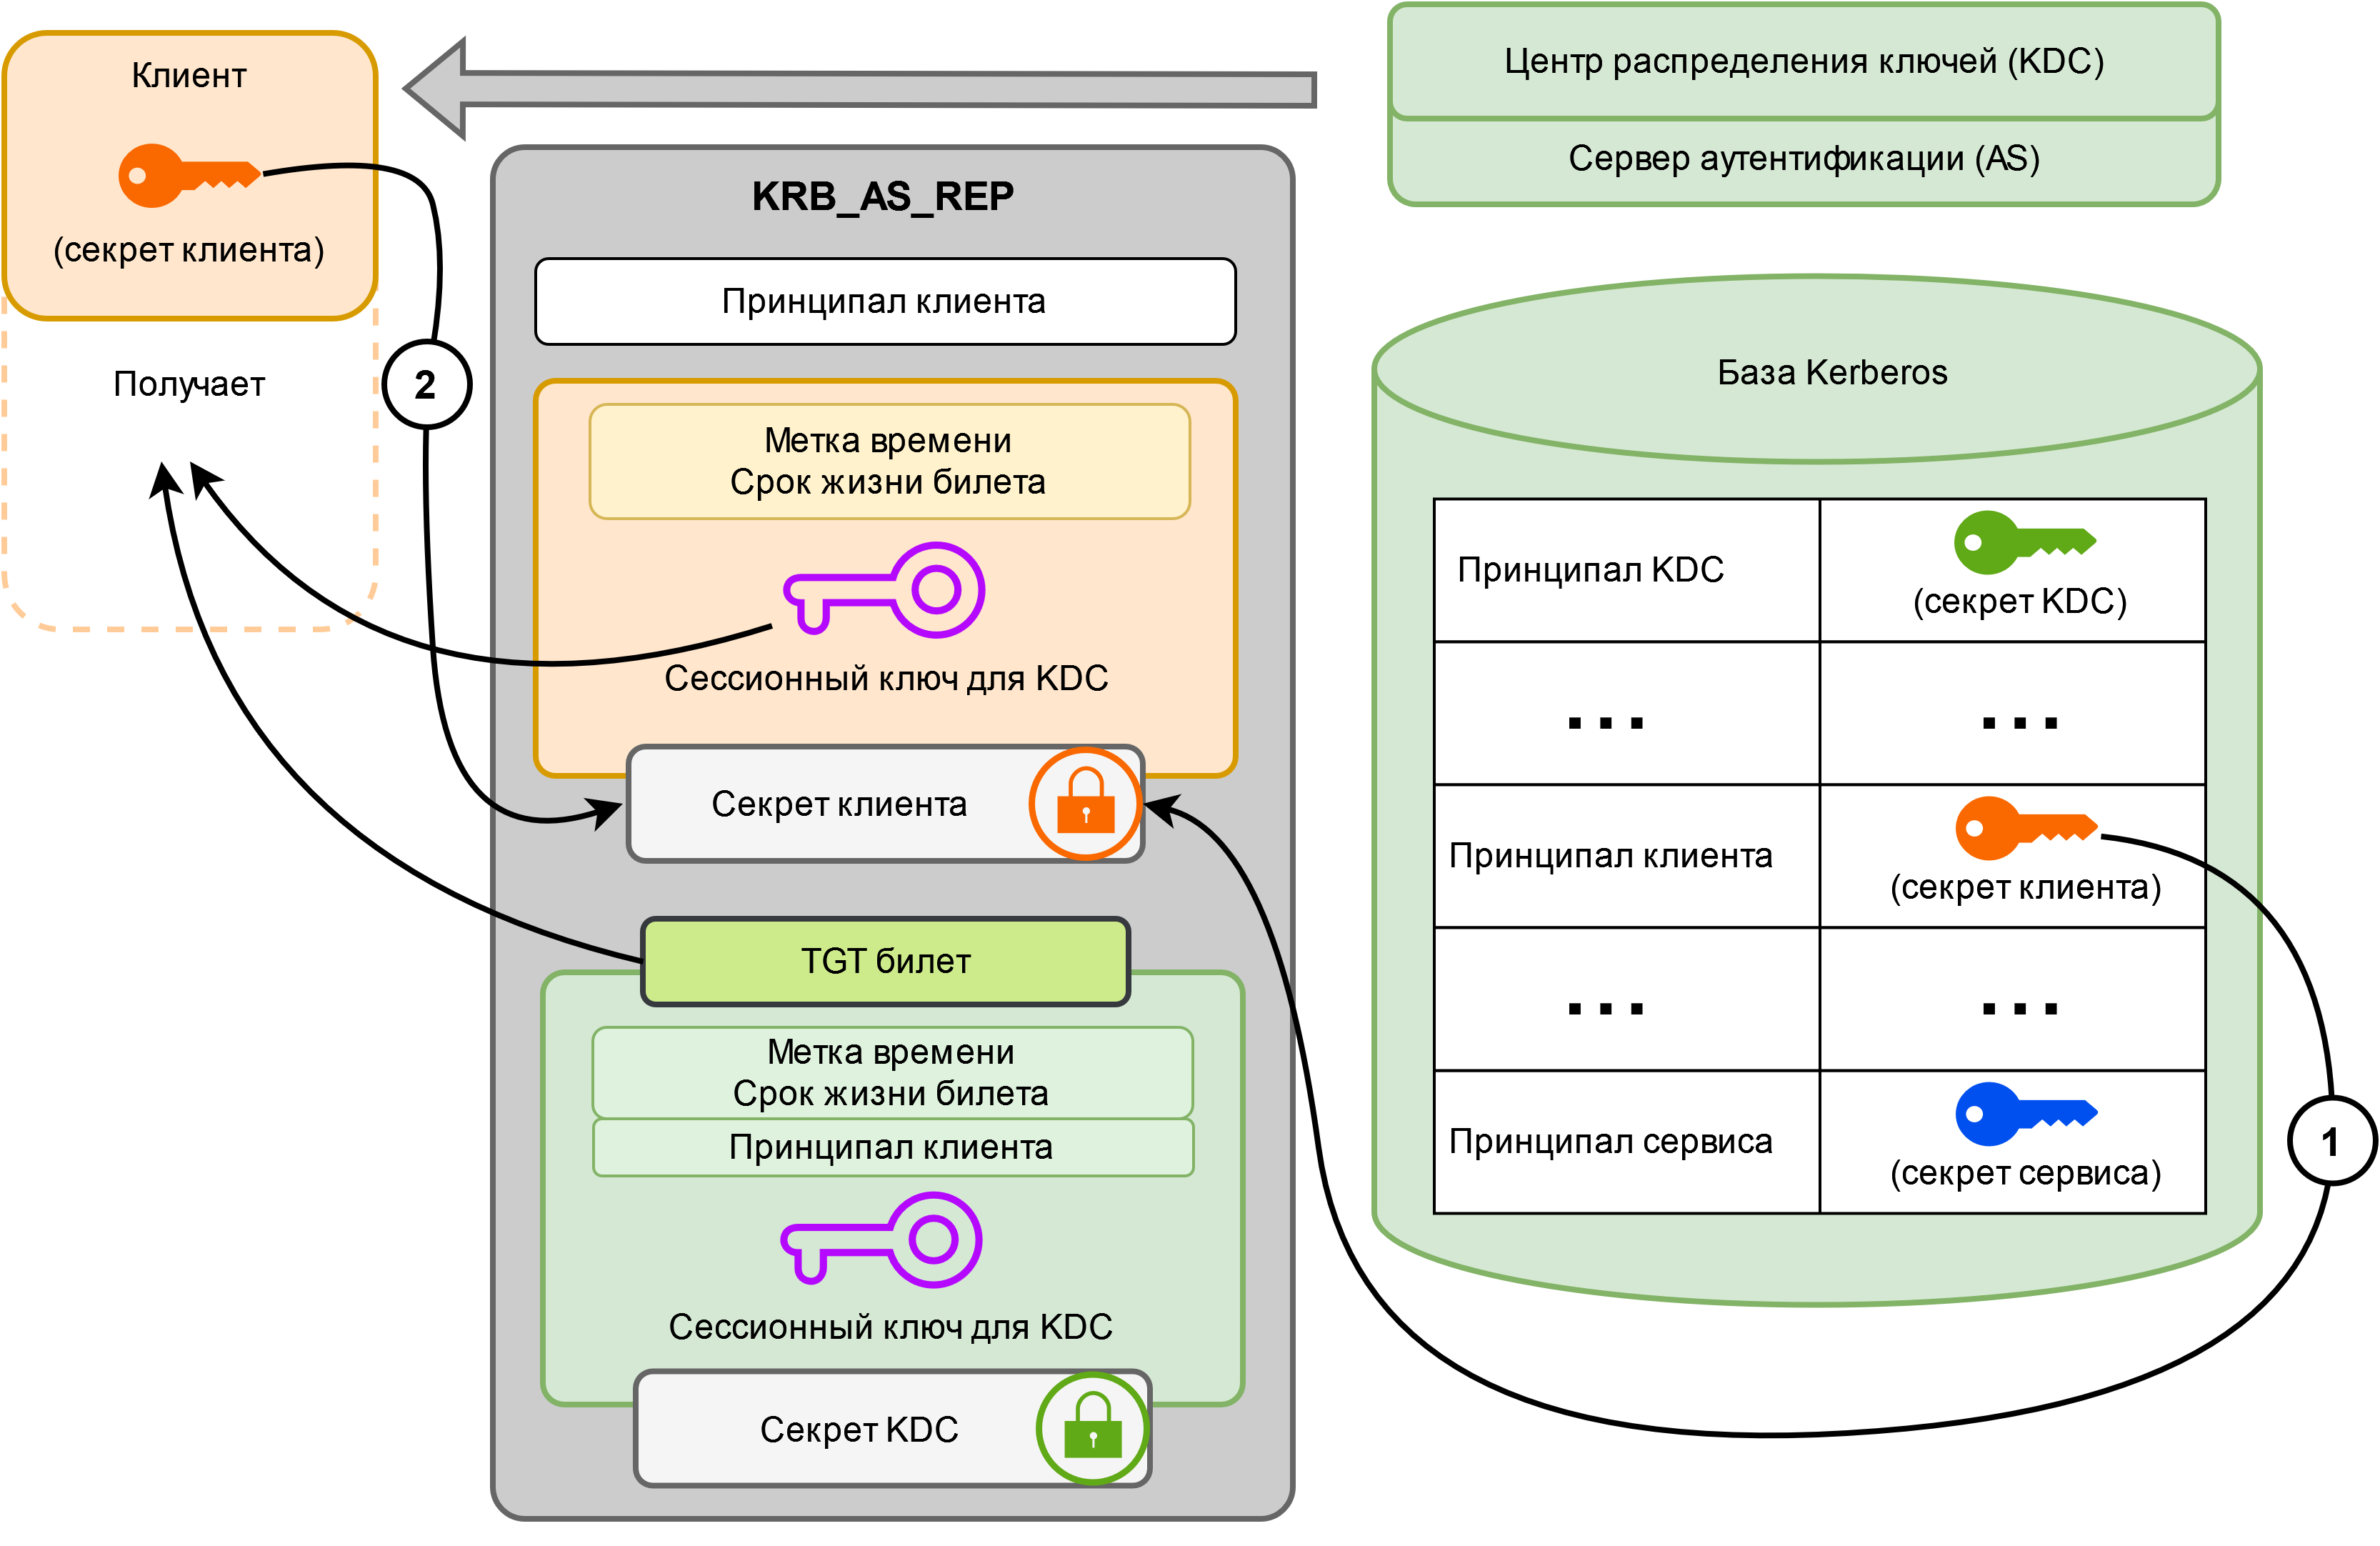 Клиент
(секрет клиента)
Получает
2
KRB_AS_REP
Принципал клиента
Метка времени
Срок жизни билета
Сессионный ключ для KDC
Секрет клиента
TGT билет
Метка времени
Срок жизни билета
Принципал клиента
Сессионный ключ для KDC
Секрет KDC
Центр распределения ключей (KDC)
Сервер аутентификации (AS)
База Kerberos
Принципал KDC
(секрет KDC)
... ...
Принципал клиента
(секрет клиента)
... ...
Принципал сервиса
(секрет сервиса)
1